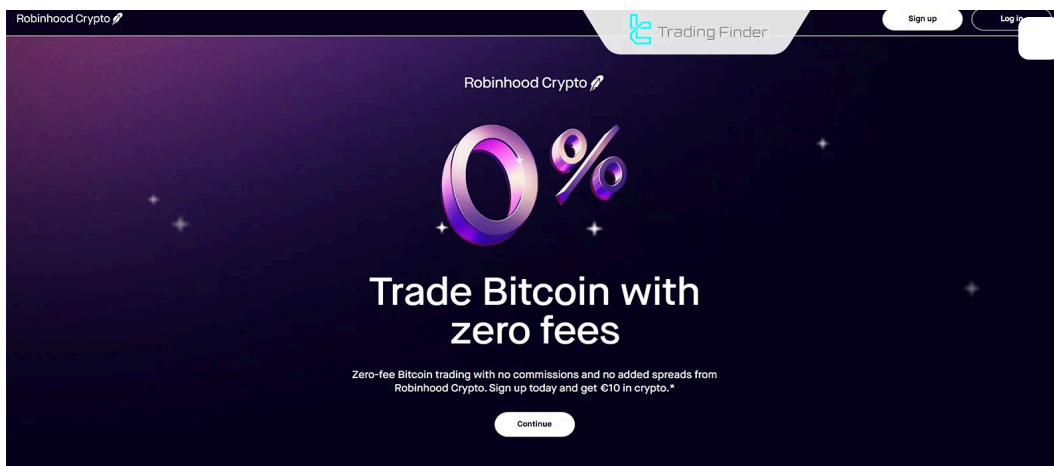 Robinhood Crypto
Trading Finder
Sign up
Log in
Robinhood Crypto
0%
Trade Bitcoin with
zero fees
Zero-fee Bitcoin trading with no commissions and no added spreads from
Robinhood Crypto. Sign up today and get €10 in crypto.*
Continue